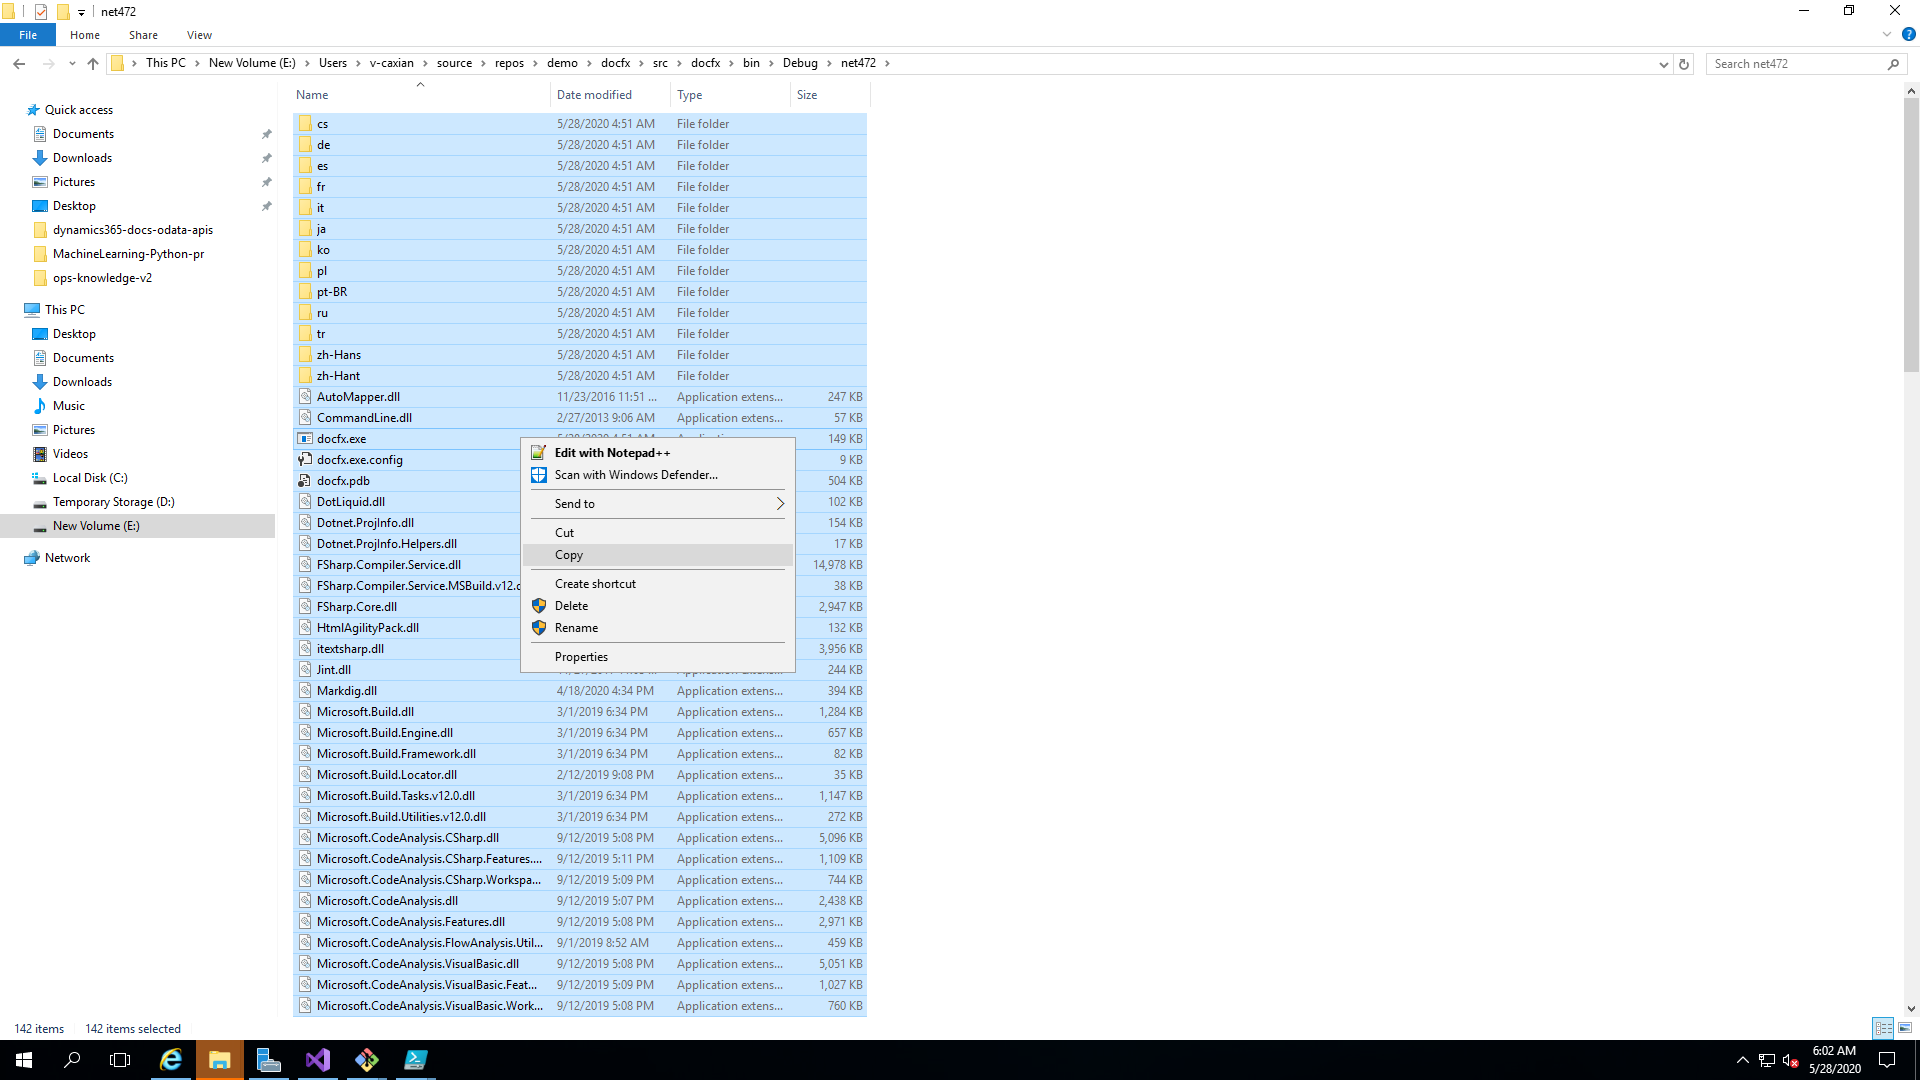 net472
File Home Share View
This PC > New Volume (E:) > Users > v-caxian > source > repos > demo > docfx > src > docfx > bin > Debug > net472 >
Search net472
Quick access
Documents
Downloads
Pictures
Desktop
dynamics365-docs-odata-apis
MachineLearning-Python-pr
ops-knowledge-v2
This PC
Desktop
Documents
Downloads
Music
Pictures
Videos
Local Disk (C:)
Temporary Storage (D:)
New Volume (E:)
Network
Name Date modified Type Size
cs 5/28/2020 4:51 AM File folder
de 5/28/2020 4:51 AM File folder
es 5/28/2020 4:51 AM File folder
fr 5/28/2020 4:51 AM File folder
it 5/28/2020 4:51 AM File folder
ja 5/28/2020 4:51 AM File folder
ko 5/28/2020 4:51 AM File folder
pl 5/28/2020 4:51 AM File folder
pt-BR 5/28/2020 4:51 AM File folder
ru 5/28/2020 4:51 AM File folder
tr 5/28/2020 4:51 AM File folder
zh-Hans 5/28/2020 4:51 AM File folder
zh-Hant 5/28/2020 4:51 AM File folder
AutoMapper.dll 11/23/2016 11:51 ... Application extens... 247 KB
CommandLine.dll 2/27/2013 9:06 AM Application extens... 57 KB
docfx.exe 149 KB
docfx.exe.config 9 KB
docfx.pdb 504 KB
DotLiquid.dll 102 KB
Dotnet.ProjInfo.dll 154 KB
Dotnet.ProjInfo.Helpers.dll 17 KB
FSharp.Compiler.Service.dll 14,978 KB
FSharp.Compiler.Service.MSBuild.v12. 38 KB
FSharp.Core.dll 2,947 KB
HtmlAgilityPack.dll 132 KB
itextsharp.dll 3,956 KB
Jint.dll 244 KB
Markdig.dll 4/18/2020 4:34 PM Application extens... 394 KB
Microsoft.Build.dll 3/1/2019 6:34 PM Application extens... 1,284 KB
Microsoft.Build.Engine.dll 3/1/2019 6:34 PM Application extens... 657 KB
Microsoft.Build.Framework.dll 3/1/2019 6:34 PM Application extens... 82 KB
Microsoft.Build.Locator.dll 2/12/2019 9:08 PM Application extens... 35 KB
Microsoft.Build.Tasks.v12.0.dll 3/1/2019 6:34 PM Application extens... 1,147 KB
Microsoft.Build.Utilities.v12.0.dll 3/1/2019 6:34 PM Application extens... 272 KB
Microsoft.CodeAnalysis.CSharp.dll 9/12/2019 5:08 PM Application extens... 5,096 KB
Microsoft.CodeAnalysis.CSharp.Features.... 9/12/2019 5:11 PM Application extens... 1,109 KB
Microsoft.CodeAnalysis.CSharp.Workspa... 9/12/2019 5:09 PM Application extens... 744 KB
Microsoft.CodeAnalysis.dll 9/12/2019 5:07 PM Application extens... 2,438 KB
Microsoft.CodeAnalysis.Features.dll 9/12/2019 5:08 PM Application extens... 2,971 KB
Microsoft.CodeAnalysis.FlowAnalysis.Util... 9/1/2019 8:52 AM Application extens... 459 KB
Microsoft.CodeAnalysis.VisualBasic.dll 9/12/2019 5:08 PM Application extens... 5,051 KB
Microsoft.CodeAnalysis.VisualBasic.Feat... 9/12/2019 5:09 PM Application extens... 1,027 KB
Microsoft.CodeAnalysis.VisualBasic.Work... 9/12/2019 5:08 PM Application extens... 760 KB
Edit with Notepad++
Scan with Windows Defender...
Send to
Cut
Copy
Create shortcut
Delete
Rename
Properties
142 items 142 items selected
6:02 AM
5/28/2020